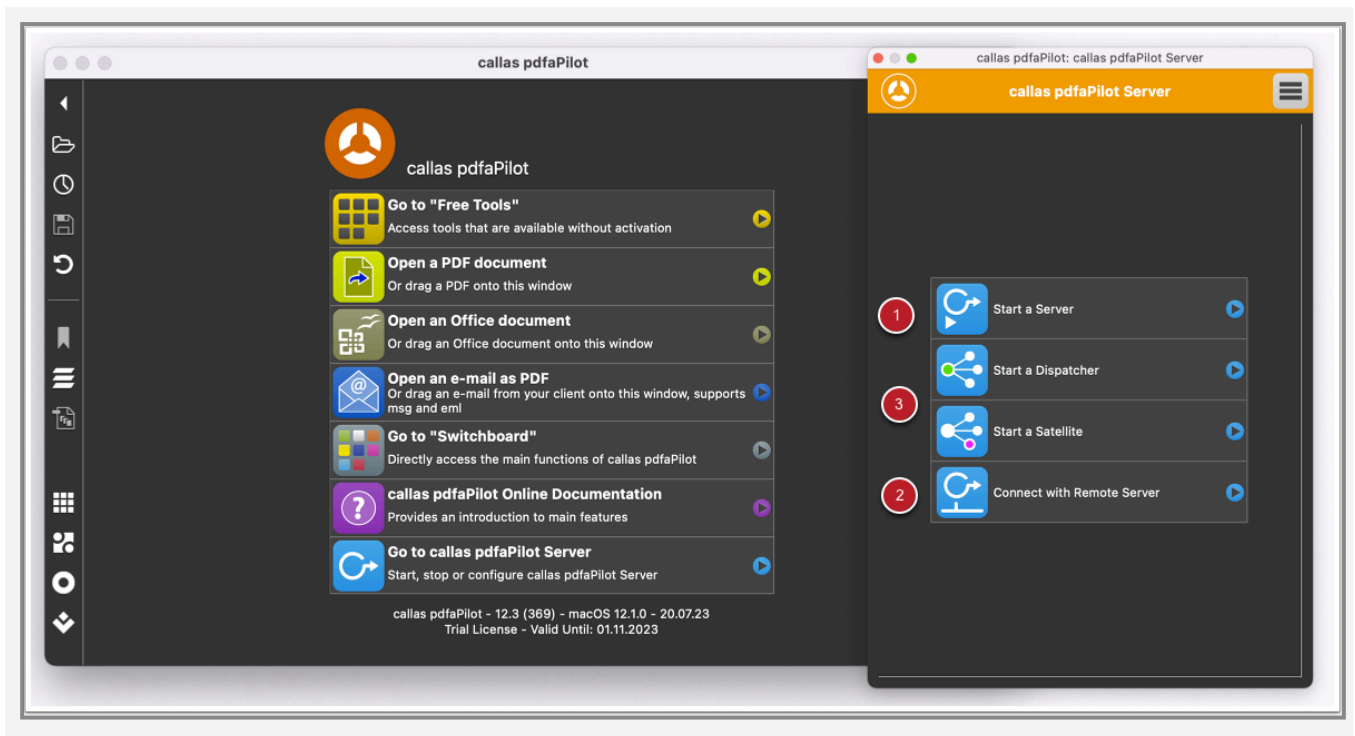 callas pdfaPilot
callas pdfaPilot
Go to "Free Tools"
Access tools that are available without activation
Open a PDF document
Or drag a PDF onto this window
Open an Office document
Or drag an Office document onto this window
Open an e-mail as PDF
Or drag an e-mail from your client onto this window, supports
msg and eml
Go to "Switchboard"
Directly access the main functions of callas pdfaPilot
callas pdfaPilot Online Documentation
Provides an introduction to main features
Go to callas pdfaPilot Server
Start, stop or configure callas pdfaPilot Server
callas pdfaPilot - 12.3 (369) - macOS 12.1.0 - 20.07.23
Trial License - Valid Until: 01.11.2023
callas pdfaPilot: callas pdfaPilot Server
callas pdfaPilot Server
1
Start a Server
Start a Dispatcher
3
Start a Satellite
2
Connect with Remote Server